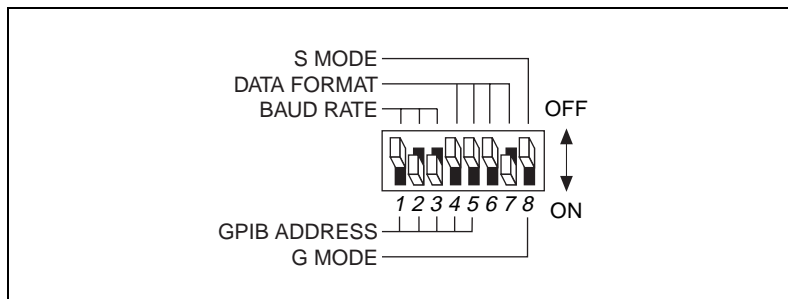 S MODE
DATA FORMAT
BAUD RATE
OFF
1 2 3 4 5 6 7 8
ON
GPIB ADDRESS
G MODE